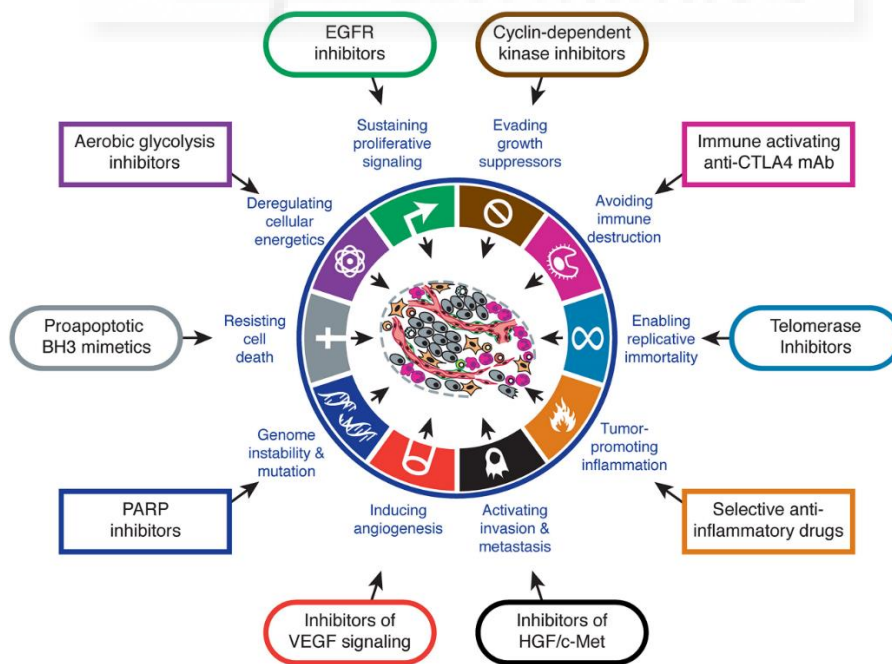 EGFR
inhibitors
Cyclin-dependent
kinase inhibitors
Sustaining
proliferative
signaling
Evading
growth
suppressors
Aerobic glycolysis
inhibitors
Immune activating
anti-CTLA4 mAb
Deregulating
cellular
energetics
Avoiding
immune
destruction
Proapoptotic
BH3 mimetics
Resisting
cell
death
Enabling
replicative
immortality
Telomerase
Inhibitors
Genome
instability &
mutation
Tumor-
promoting
inflammation
PARP
inhibitors
Inducing
angiogenesis
Activating
invasion &
metastasis
Selective anti-
inflammatory drugs
Inhibitors of
VEGF signaling
Inhibitors of
HGF/c-Met